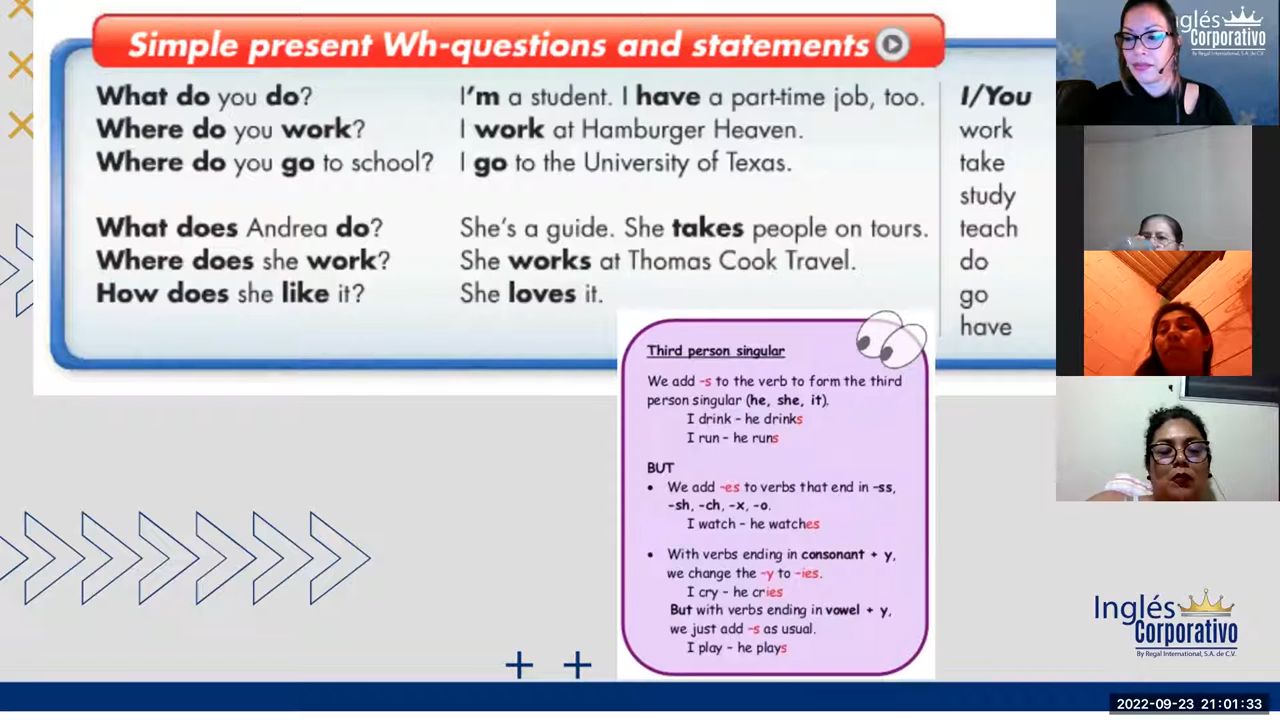 Simple present Wh-questions and statements
What do you do? I'm a student. I have a part-time job, too.
Where do you work? I work at Hamburger Heaven.
Where do you go to school? I go to the University of Texas.
What does Andrea do? She's a guide. She takes people on tours.
Where does she work? She works at Thomas Cook Travel.
How does she like it? She loves it.
I/You
work
take
study
teach
do
go
have
Third person singular
We add -s to the verb to form the third
person singular (he, she, it).
I drink – he drinks
I run – he runs
BUT
• We add -es to verbs that end in -ss,
-sh, -ch, -x, -o.
I watch – he watches
• With verbs ending in consonant + y,
we change the -y to -ies.
I cry – he cries
But with verbs ending in vowel + y,
we just add -s as usual.
I play – he plays
glés
Corporativo
By Regal International, S.A. de C.V.
Inglés
Corporativo
By Regal International, S.A. de C.V.
2022-09-23 21:01:33